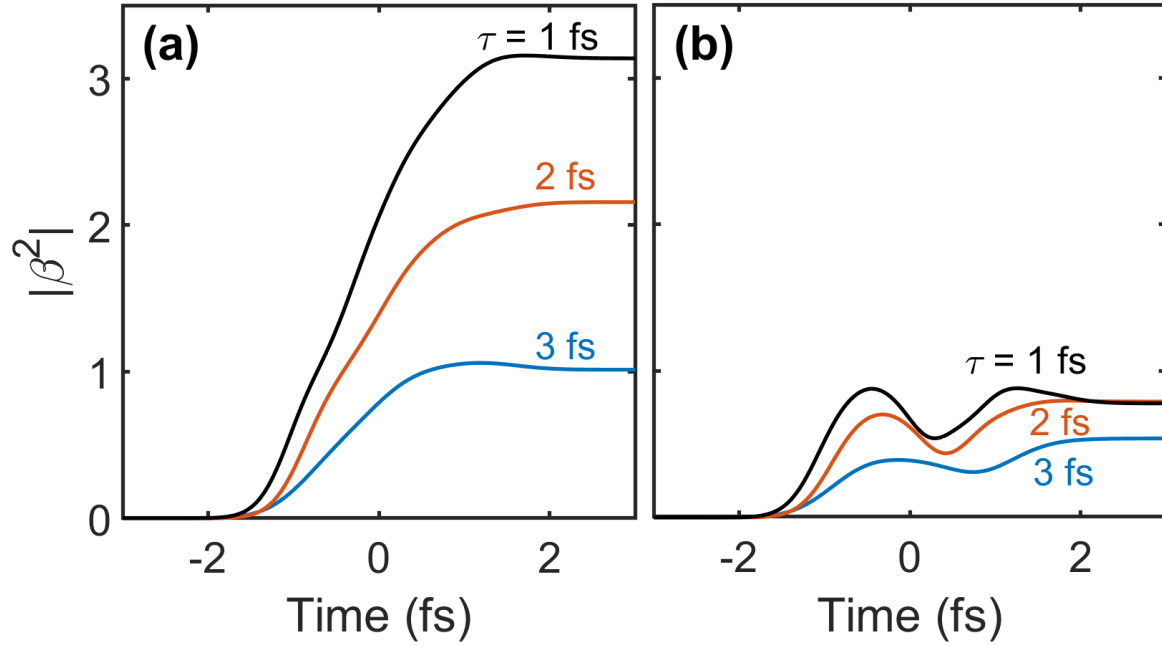 (a)
τ = 1 fs
2 fs
3 fs
|β²|
3
2
1
0
-2
0
2
Time (fs)
(b)
τ = 1 fs
2 fs
3 fs
-2
0
2
Time (fs)